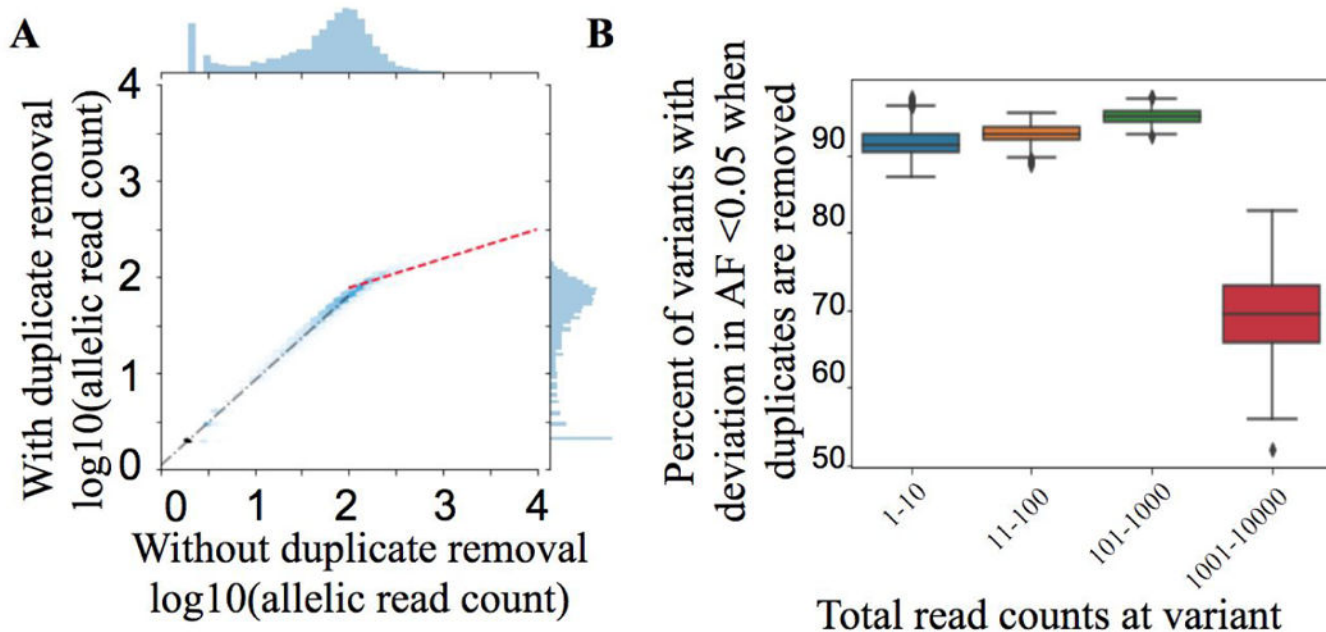 A
With duplicate removal
log10(allelic read count)
4
3
2
1
0
0 1 2 3 4
Without duplicate removal
log10(allelic read count)
B
Percent of variants with
deviation in AF <0.05 when
duplicates are removed
90
80
70
60
50
1-10
11-100
101-1000
1001-10000
Total read counts at variant